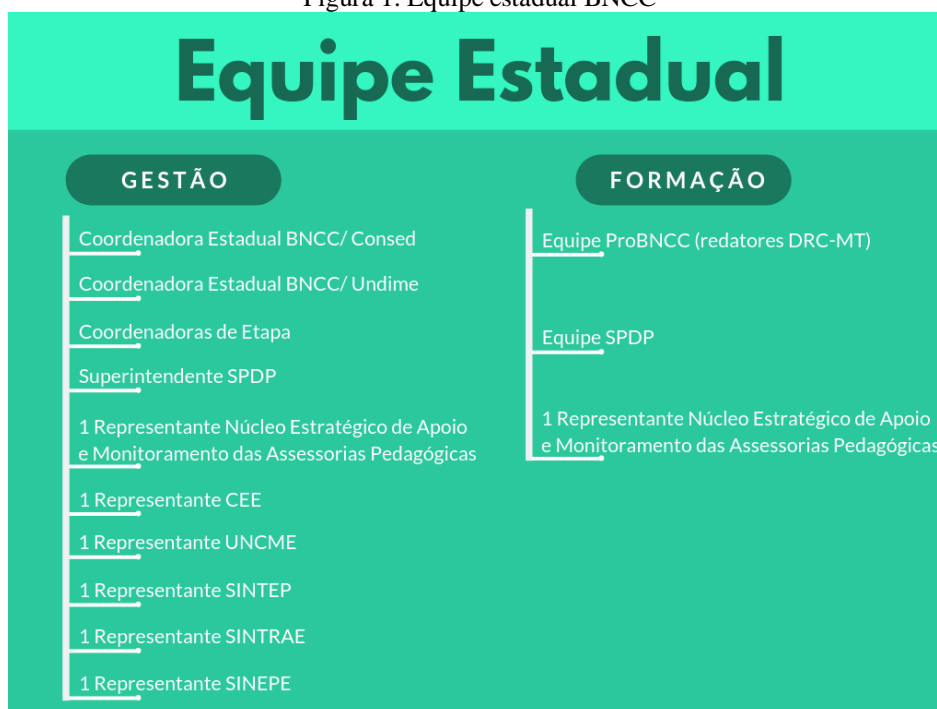 Figura 1: Equipe estadual BNCC
Equipe Estadual
GESTÃO
Coordenadora Estadual BNCC/ Consed
Coordenadora Estadual BNCC/ Undime
Coordenadoras de Etapa
Superintendente SPDP
1 Representante Núcleo Estratégico de Apoio
e Monitoramento das Assessorias Pedagógicas
1 Representante CEE
1 Representante UNCME
1 Representante SINTEP
1 Representante SINTRAE
1 Representante SINEPE
FORMAÇÃO
Equipe ProBNCC (redatores DRC-MT)
Equipe SPDP
1 Representante Núcleo Estratégico de Apoio
e Monitoramento das Assessorias Pedagógicas